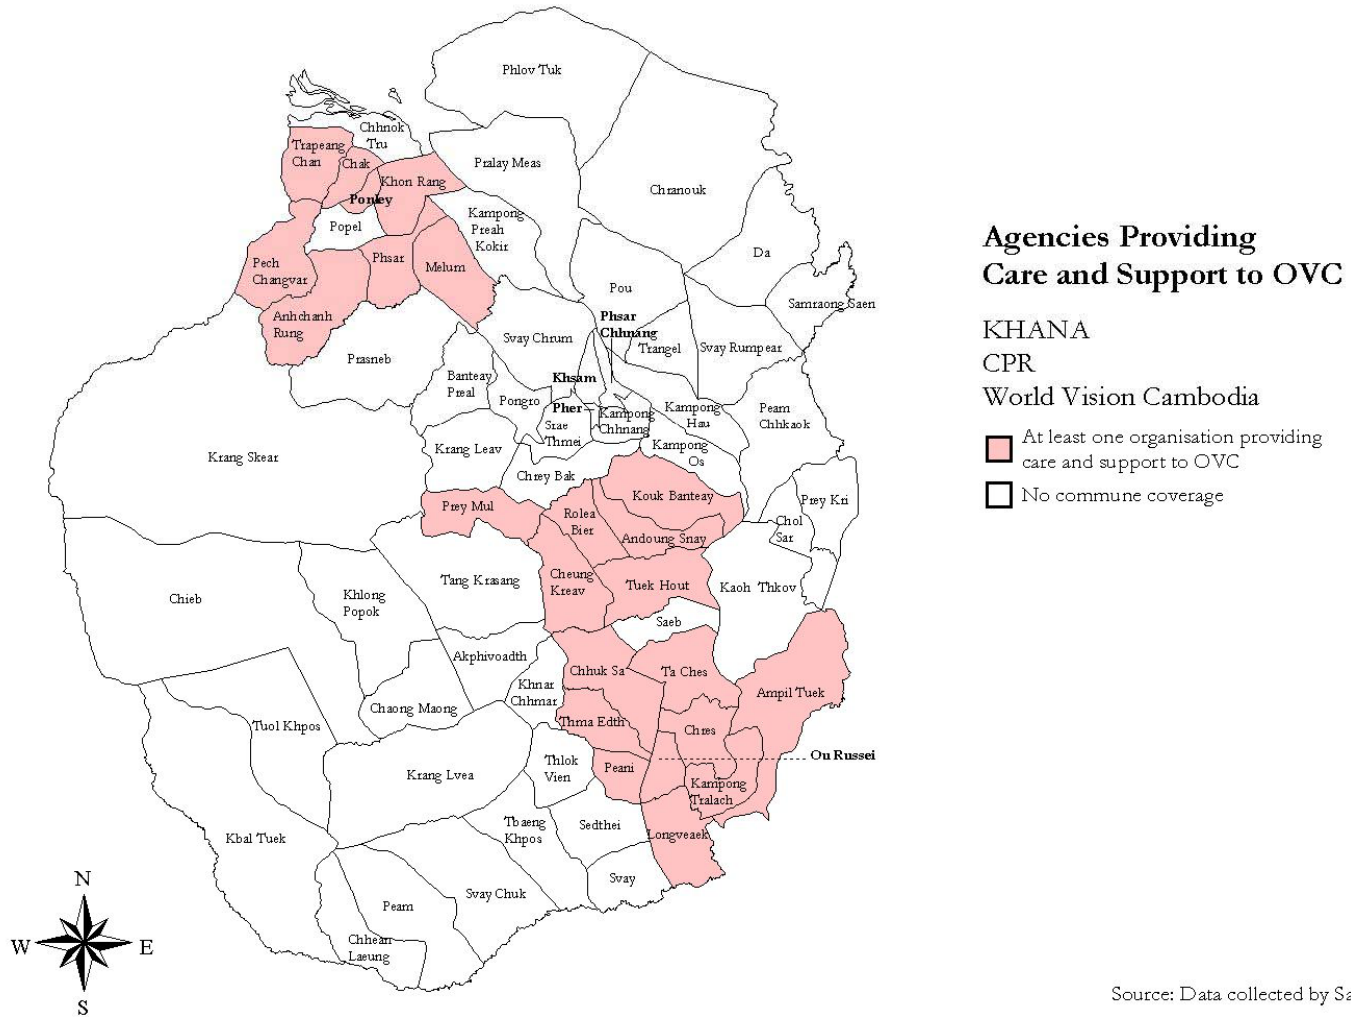 Phlov Tuk
Chhnok
Tru
Trapeang
Chan
Chak
Khon Rang
Pralay Meas
Chranouk
Ponley
Popel
Kampong
Preah
Kokir
Pech
Changvar
Phsar
Melum
Da
Samraong Saen
Pou
Anhchanh
Rung
Phsar
Chhnang
Svay Chrum
Trangel
Svay Rumpear
Prasneb
Banteay
Preal
Khsam
Pongro
Pher
Srae
Thmei
Kampong
Chhnang
Kampong
Hau
Peam
Chhkaok
Krang Skear
Krang Leav
Kampong
Os
Chrey Bak
Prey Mul
Kouk Banteay
Prey Kri
Rolea
Bier
Andoung Snay
Chol
Sar
Tang Krasang
Cheung
Kreav
Tuek Hout
Kaoh Thkov
Chieb
Khlong
Popok
Saeb
Akphivoadth
Chhuk Sa
Ta Ches
Ampil Tuek
Khnar
Chhmar
Chaong Maong
Tuol Khpos
Thma Edth
Chres
Ou Russei
Krang Lvea
Thlok
Vien
Peani
Kampong
Tralach
Kbal Tuek
Tbaeng
Khpos
Sedthei
Longveaek
Svay
Svay Chuk
Peam
Chhean
Laeung
N
W
E
S
Agencies Providing
Care and Support to OVC
KHANA
CPR
World Vision Cambodia
At least one organisation providing
care and support to OVC
No commune coverage
Source: Data collected by Sa